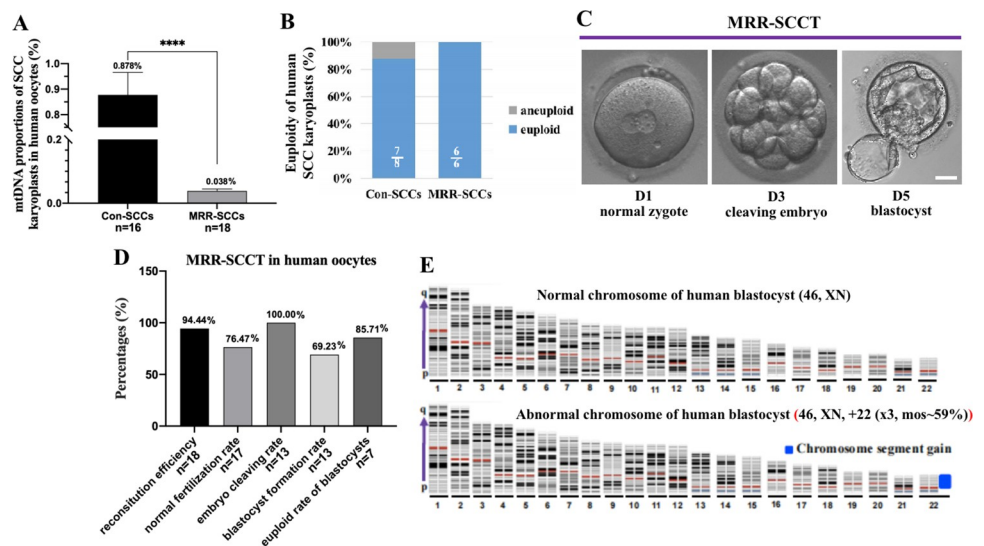 A
mtDNA proportions of SCC
karyoplasts in human oocytes (%)
1.0
0.9
0.8
0.2
0.1
0.0
****
0.878%
0.038%
Con-SCCs
n=16
MRR-SCCs
n=18
B
Euploidy of human
SCC karyoplasts (%)
100%
80%
60%
40%
20%
0%
7
8
6
6
Con-SCCs
MRR-SCCs
aneuploid
euploid
C
MRR-SCCT
D1
normal zygote
D3
cleaving embryo
D5
blastocyst
D
MRR-SCCT in human oocytes
Percentages (%)
150
100
50
0
94.44%
76.47%
100.00%
69.23%
85.71%
reconsitution efficiency
n=18
normal fertilization rate
n=17
embryo cleaving rate
n=13
blastocyst formation rate
n=13
euploid rate of blastocysts
n=7
E
Normal chromosome of human blastocyst (46, XN)
q
p
1 2 3 4 5 6 7 8 9 10 11 12 13 14 15 16 17 18 19 20 21 22
Abnormal chromosome of human blastocyst (46, XN, +22 (x3, mos~59%))
Chromosome segment gain
q
p
1 2 3 4 5 6 7 8 9 10 11 12 13 14 15 16 17 18 19 20 21 22